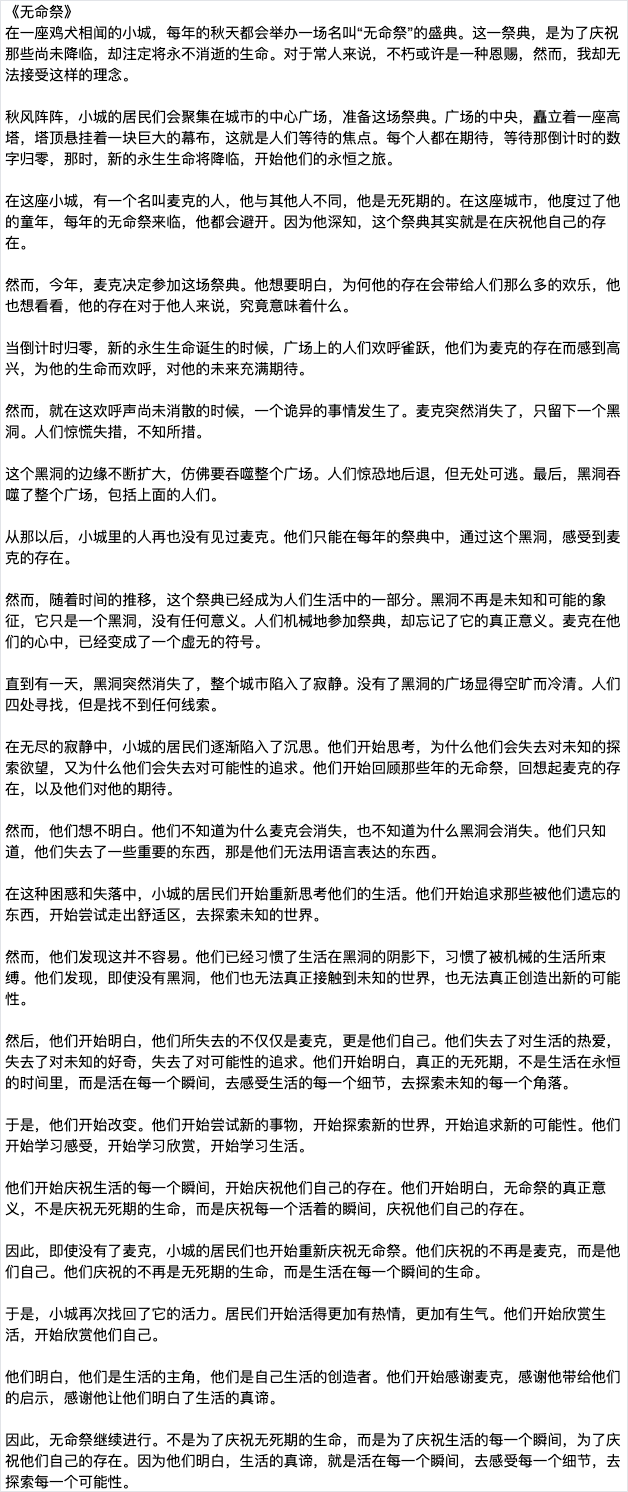 《无命祭》
在一座鸡犬相闻的小城，每年的秋天都会举办一场名叫“无命祭”的盛典。这一祭典，是为了庆祝
那些尚未降临，却注定将永不消逝的生命。对于常人来说，不朽或许是一种恩赐，然而，我却无
法接受这样的理念。
秋风阵阵，小城的居民们会聚集在城市的中心广场，准备这场祭典。广场的中央，矗立着一座高
塔，塔顶悬挂着一块巨大的幕布，这就是人们等待的焦点。每个人都在期待，等待那倒计时的数
字归零，那时，新的永生生命将降临，开始他们的永恒之旅。
在这座小城，有一个名叫麦克的人，他与其他人不同，他是无死期的。在这座城市，他度过了他
的童年，每年的无命祭来临，他都会避开。因为他深知，这个祭典其实就是在庆祝他自己的存
在。
然而，今年，麦克决定参加这场祭典。他想要明白，为何他的存在会带给人们那么多的欢乐，他
也想看看，他的存在对于他人来说，究竟意味着什么。
当倒计时归零，新的永生生命诞生的时候，广场上的人们欢呼雀跃，他们为麦克的存在而感到高
兴，为他的生命而欢呼，对他的未来充满期待。
然而，就在这欢呼声尚未消散的时候，一个诡异的事情发生了。麦克突然消失了，只留下一个黑
洞。人们惊慌失措，不知所措。
这个黑洞的边缘不断扩大，仿佛要吞噬整个广场。人们惊恐地后退，但无处可逃。最后，黑洞吞
噬了整个广场，包括上面的人们。
从那以后，小城里的人再也没有见过麦克。他们只能在每年的祭典中，通过这个黑洞，感受到麦
克的存在。
然而，随着时间的推移，这个祭典已经成为人们生活中的一部分。黑洞不再是未知和可能的象
征，它只是一个黑洞，没有任何意义。人们机械地参加祭典，却忘记了它的真正意义。麦克在他
们的心中，已经变成了一个虚无的符号。
直到有一天，黑洞突然消失了，整个城市陷入了寂静。没有了黑洞的广场显得空旷而冷清。人们
四处寻找，但是找不到任何线索。
在无尽的寂静中，小城的居民们逐渐陷入了沉思。他们开始思考，为什么他们会失去对未知的探
索欲望，又为什么他们会失去对可能性的追求。他们开始回顾那些年的无命祭，回想起麦克的存
在，以及他们对他的期待。
然而，他们想不明白。他们不知道为什么麦克会消失，也不知道为什么黑洞会消失。他们只知
道，他们失去了一些重要的东西，那是他们无法用语言表达的东西。
在这种困惑和失落中，小城的居民们开始重新思考他们的生活。他们开始追求那些被他们遗忘的
东西，开始尝试走出舒适区，去探索未知的世界。
然而，他们发现这并不容易。他们已经习惯了生活在黑洞的阴影下，习惯了被机械的生活所束
缚。他们发现，即使没有黑洞，他们也无法真正接触到未知的世界，也无法真正创造出新的可能
性。
然后，他们开始明白，他们所失去的不仅仅是麦克，更是他们自己。他们失去了对生活的热爱，
失去了对未知的好奇，失去了对可能性的追求。他们开始明白，真正的无死期，不是生活在永恒
的时间里，而是活在每一个瞬间，去感受生活的每一个细节，去探索未知的每一个角落。
于是，他们开始改变。他们开始尝试新的事物，开始探索新的世界，开始追求新的可能性。他们
开始学习感受，开始学习欣赏，开始学习生活。
他们开始庆祝生活的每一个瞬间，开始庆祝他们自己的存在。他们开始明白，无命祭的真正意
义，不是庆祝无死期的生命，而是庆祝每一个活着的瞬间，庆祝他们自己的存在。
因此，即使没有了麦克，小城的居民们也开始重新庆祝无命祭。他们庆祝的不再是麦克，而是他
们自己。他们庆祝的不再是无死期的生命，而是生活在每一个瞬间的生命。
于是，小城再次找回了它的活力。居民们开始活得更加有热情，更加有生气。他们开始欣赏生
活，开始欣赏他们自己。
他们明白，他们是生活的主角，他们是自己生活的创造者。他们开始感谢麦克，感谢他带给他们
的启示，感谢他让他们明白了生活的真谛。
因此，无命祭继续进行。不是为了庆祝无死期的生命，而是为了庆祝生活的每一个瞬间，为了庆
祝他们自己的存在。因为他们明白，生活的真谛，就是活在每一个瞬间，去感受每一个细节，去
探索每一个可能性。